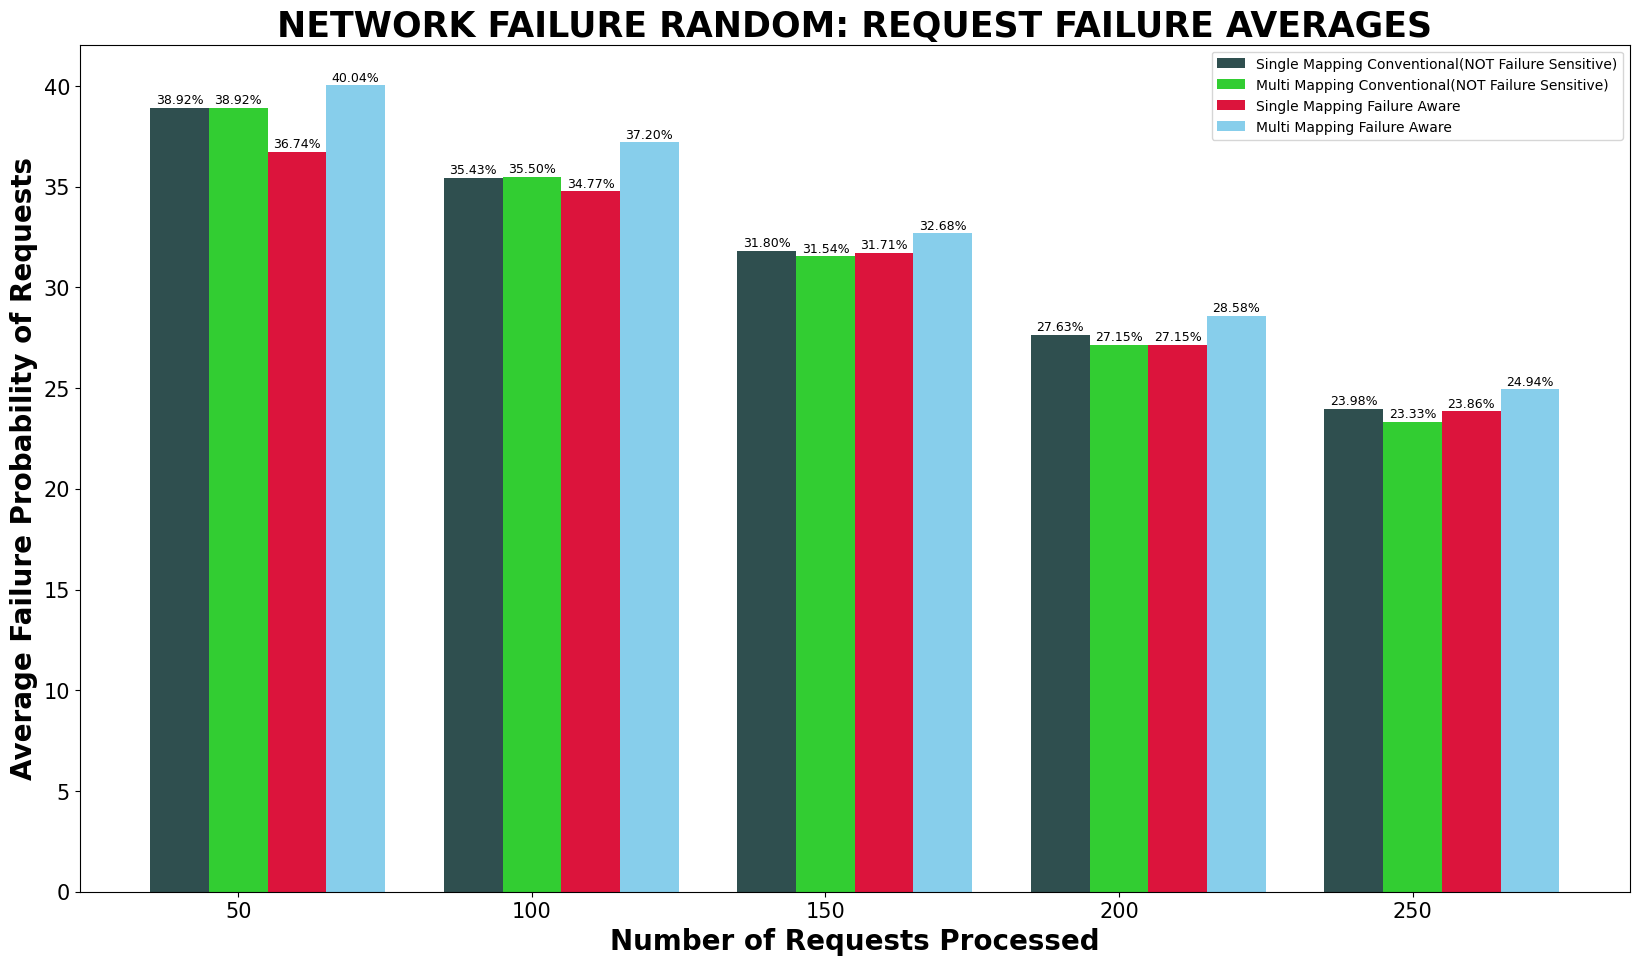 NETWORK FAILURE RANDOM: REQUEST FAILURE AVERAGES
Single Mapping Conventional(NOT Failure Sensitive)
Multi Mapping Conventional(NOT Failure Sensitive)
Single Mapping Failure Aware
Multi Mapping Failure Aware
Average Failure Probability of Requests
40
35
30
25
20
15
10
5
0
38.92% 38.92% 36.74% 40.04%
35.43% 35.50% 34.77% 37.20%
31.80% 31.54% 31.71% 32.68%
27.63% 27.15% 27.15% 28.58%
23.98% 23.33% 23.86% 24.94%
50 100 150 200 250
Number of Requests Processed